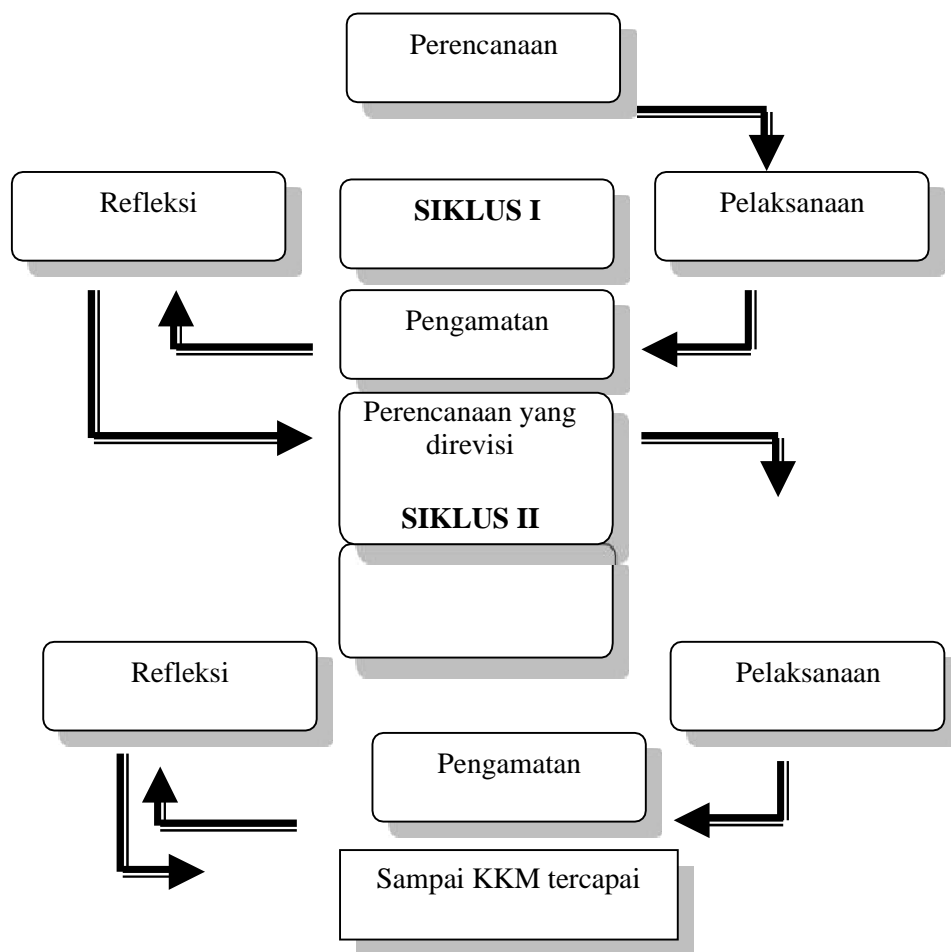 Perencanaan
Refleksi
SIKLUS I
Pelaksanaan
Pengamatan
Perencanaan yang
direvisi
SIKLUS II
Refleksi
Pelaksanaan
Pengamatan
Sampai KKM tercapai